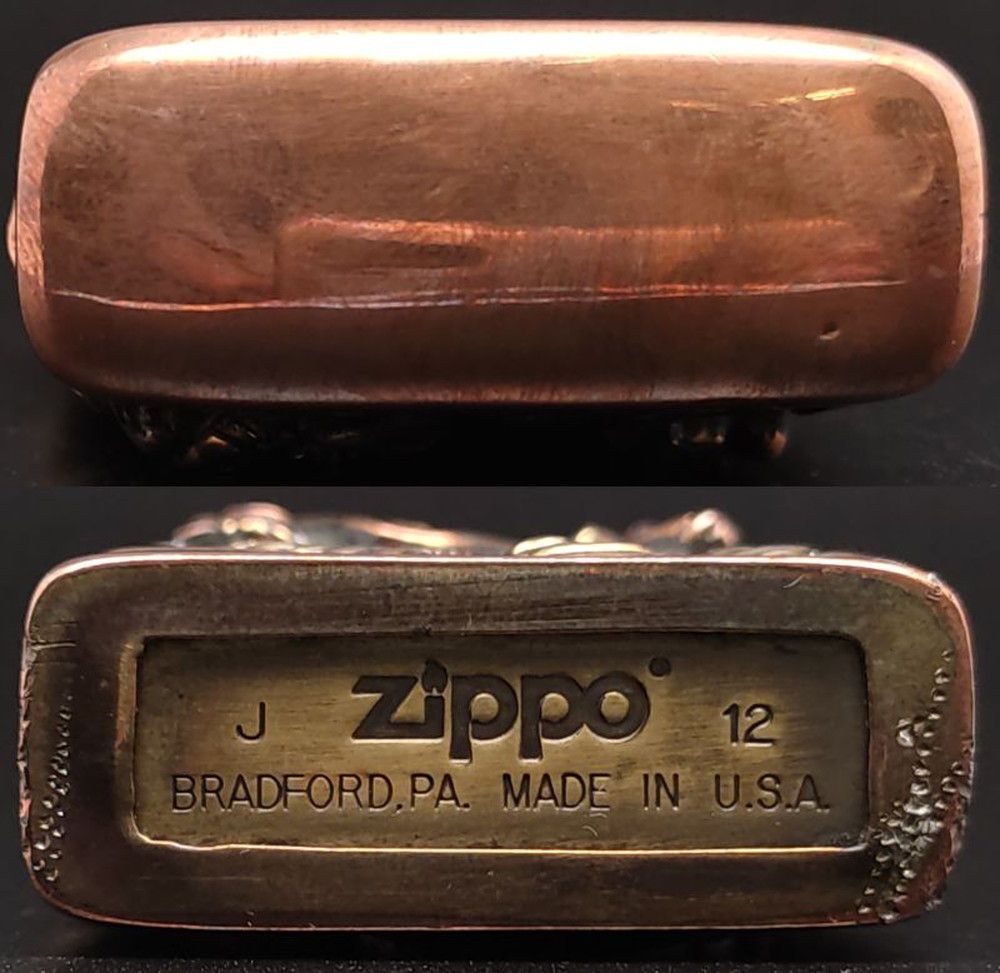 J zippo® 12
BRADFORD, PA. MADE IN U.S.A.